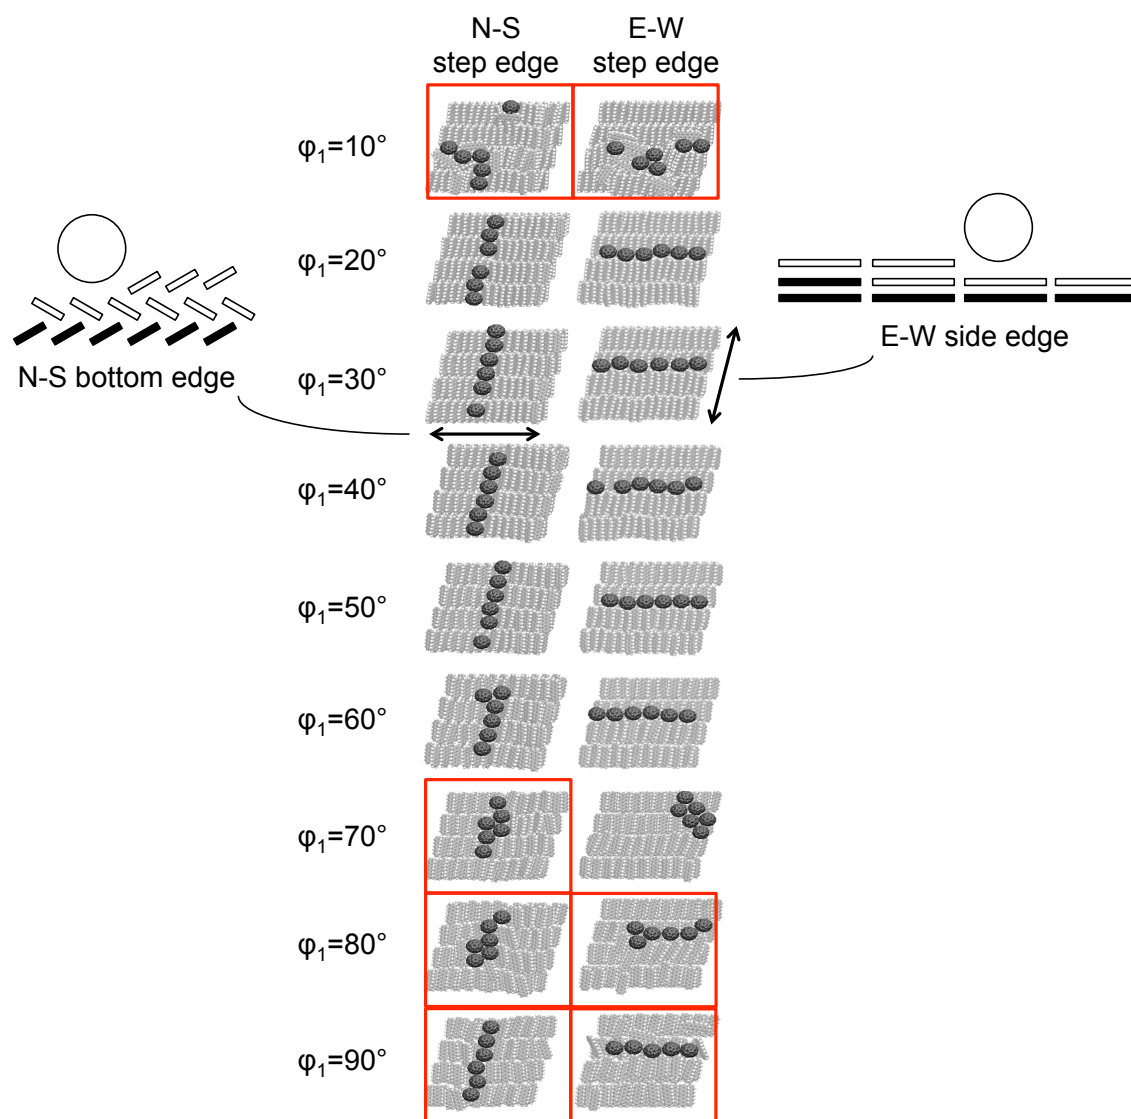 N-S
step edge
E-W
step edge
φ₁=10°
φ₁=20°
φ₁=30°
φ₁=40°
φ₁=50°
φ₁=60°
φ₁=70°
φ₁=80°
φ₁=90°
N-S bottom edge
E-W side edge